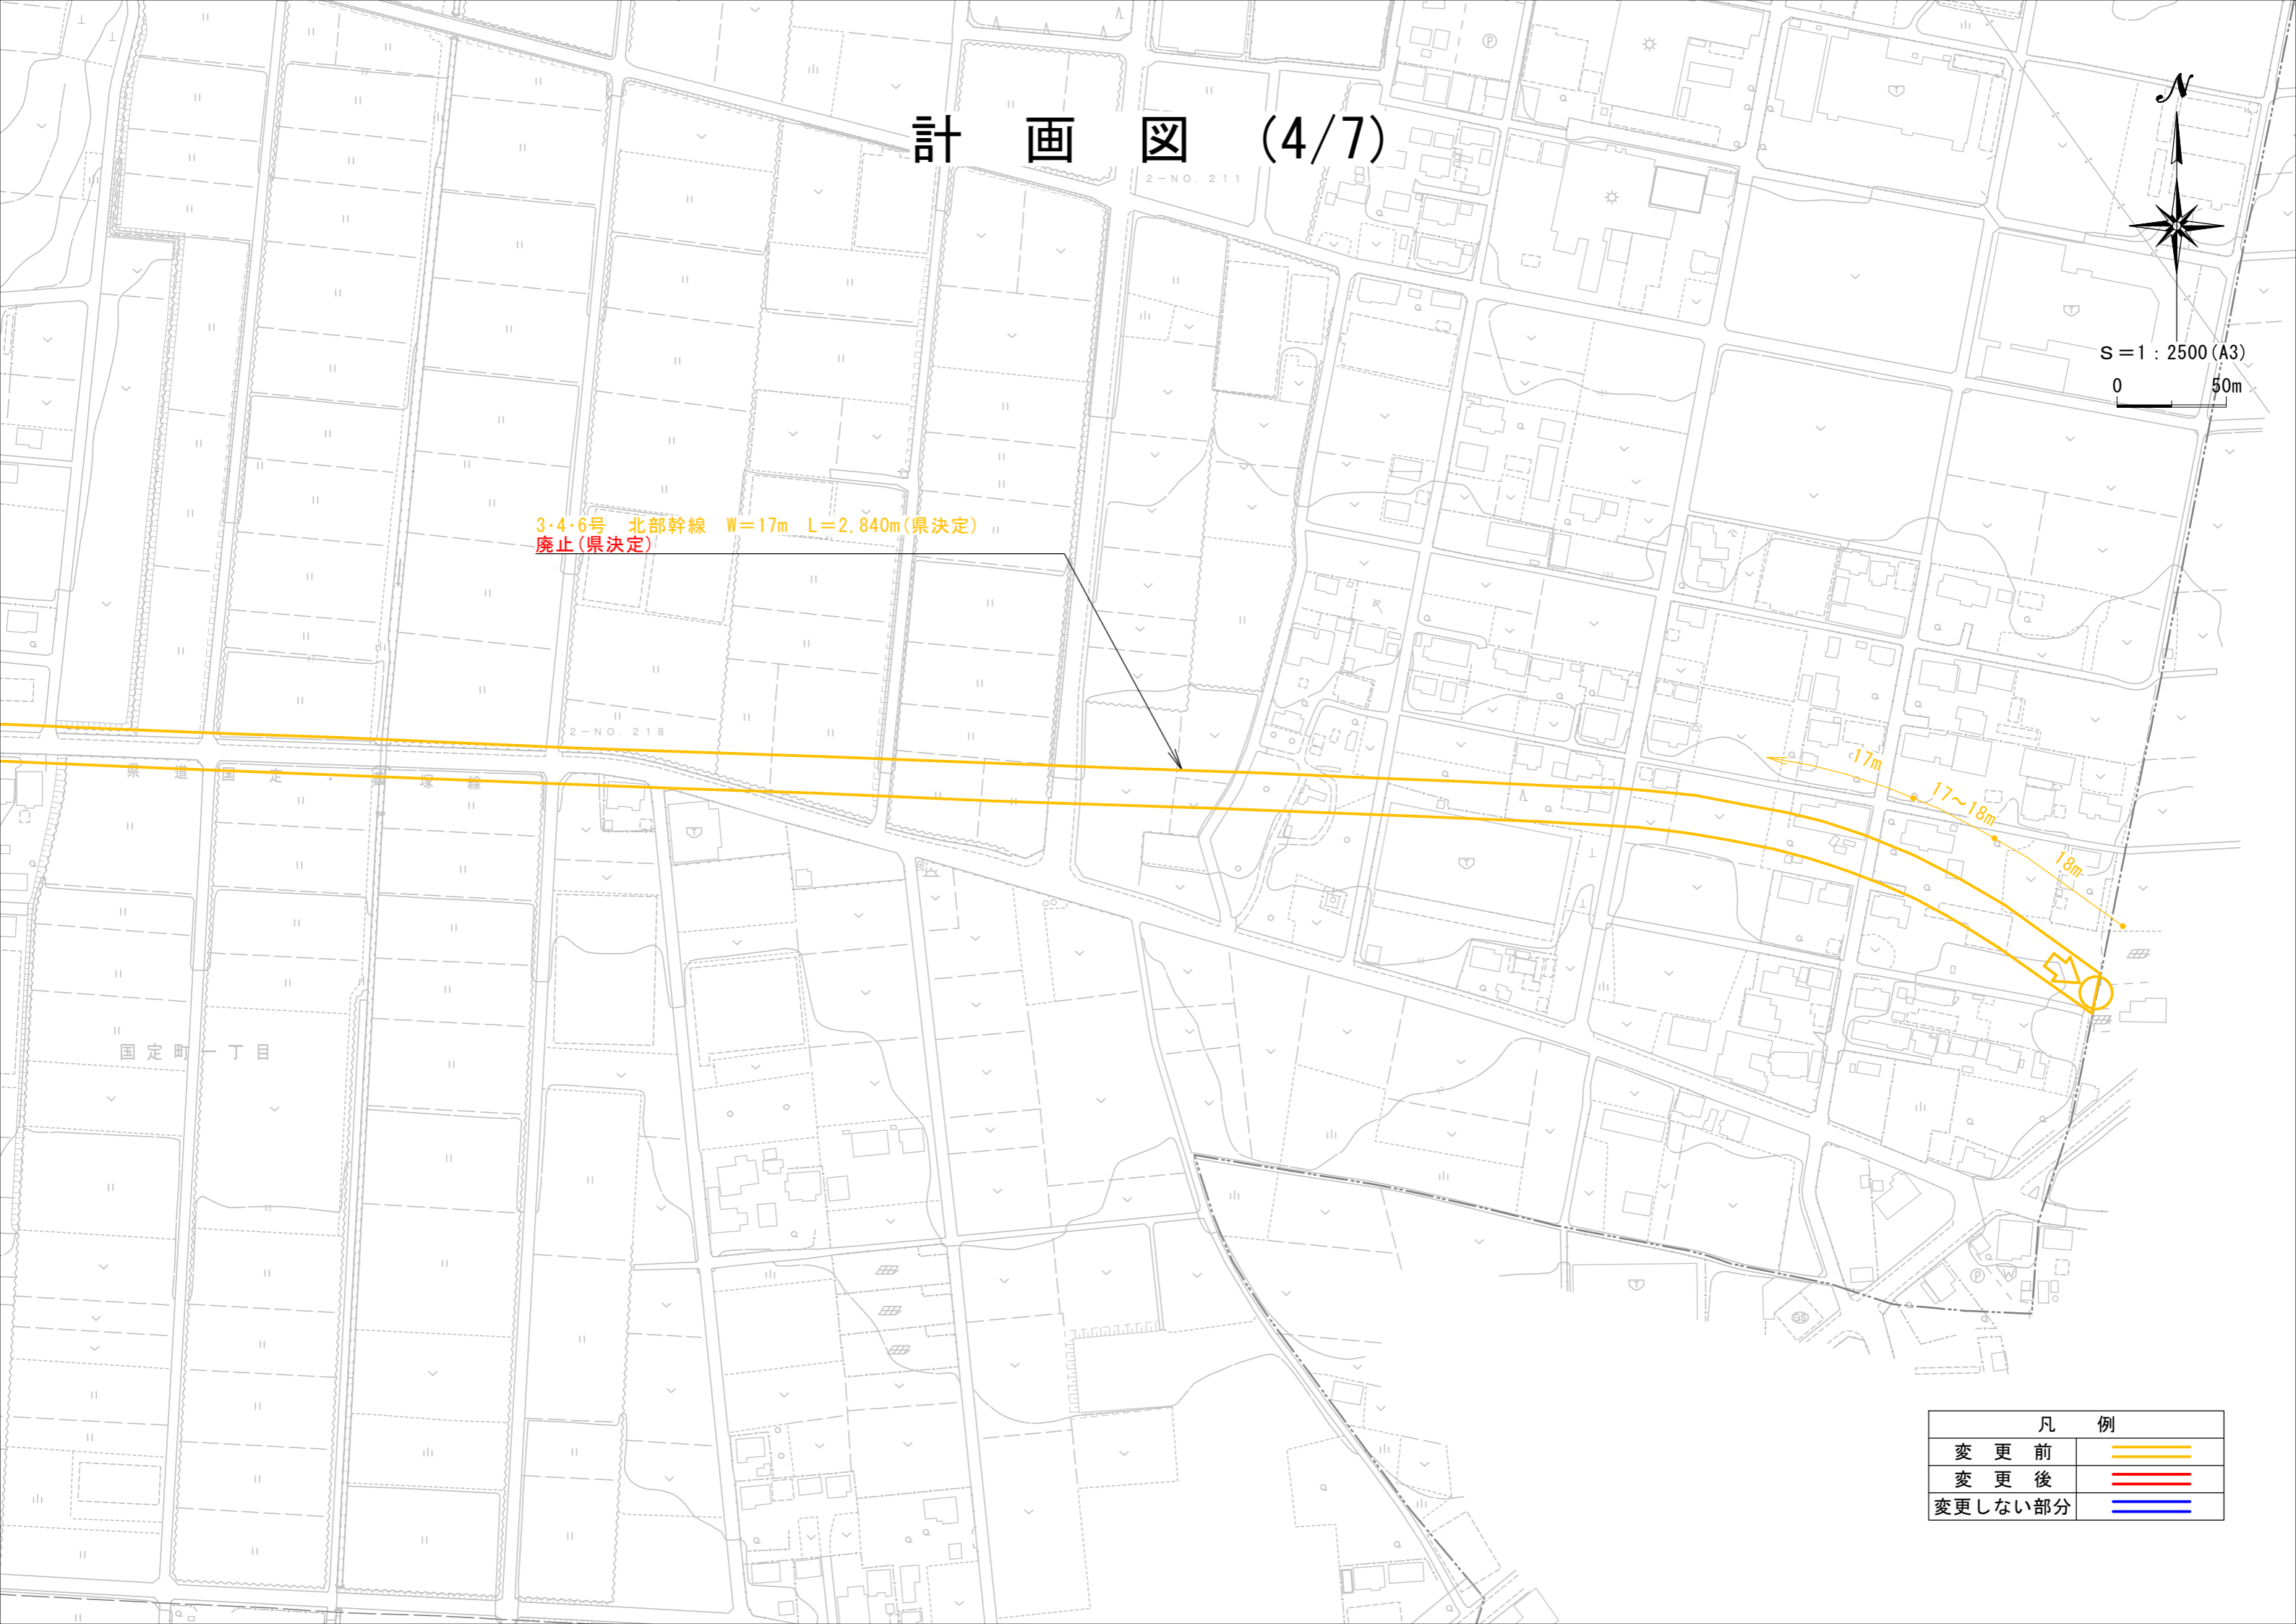 計 画 図 (4/7)
2-NO. 211
N
S=1:2500(A3)
0 50m
3・4・6号 北部幹線 W=17m L=2,840m(県決定)
廃止(県決定)
2-NO. 218
17m
17～18m
18m
国定町一丁目
凡 例
変 更 前
変 更 後
変更しない部分